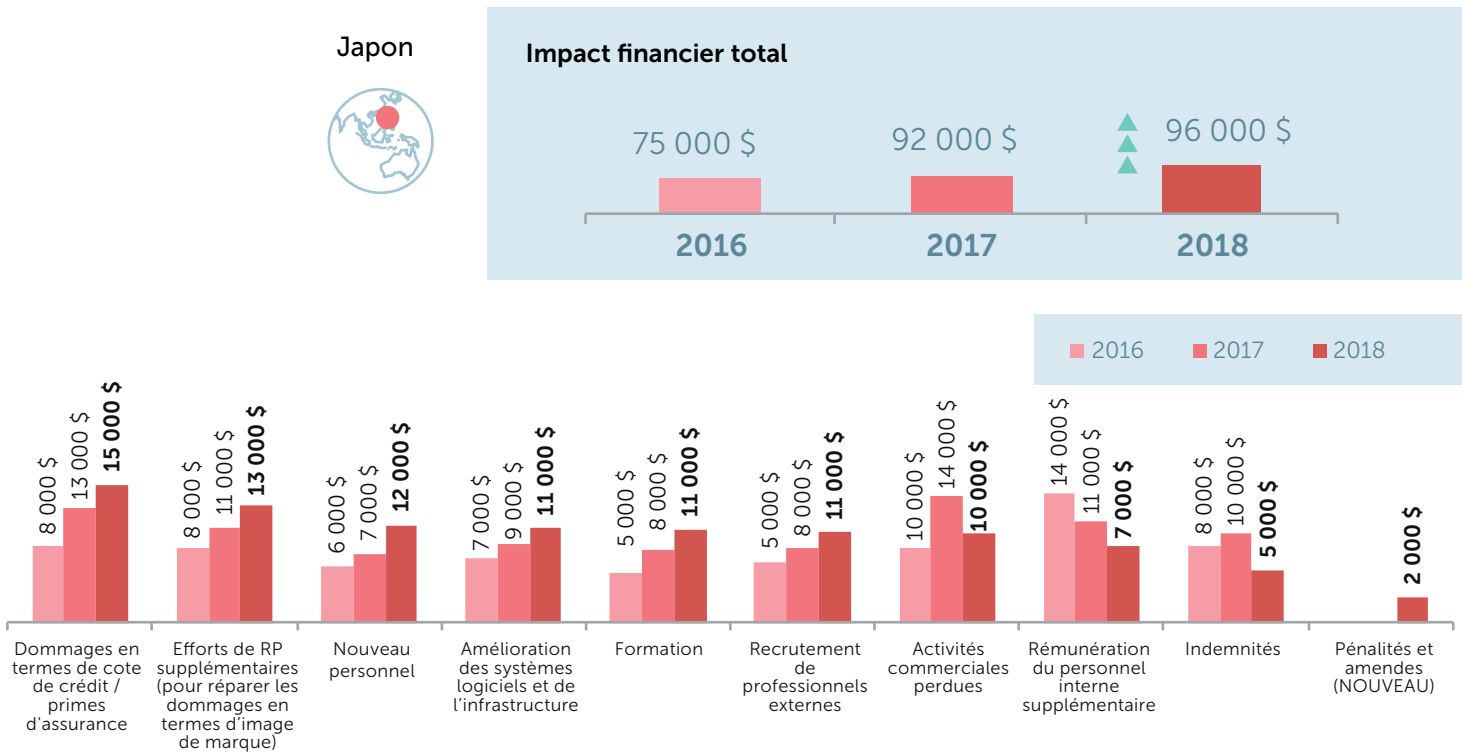 Japon
Impact financier total
75 000 $
92 000 $
96 000 $
2016
2017
2018
2016
2017
2018
8 000 $
13 000 $
15 000 $
8 000 $
11 000 $
13 000 $
6 000 $
7 000 $
12 000 $
7 000 $
9 000 $
11 000 $
5 000 $
8 000 $
11 000 $
5 000 $
8 000 $
11 000 $
10 000 $
14 000 $
10 000 $
14 000 $
11 000 $
7 000 $
8 000 $
10 000 $
5 000 $
2 000 $
Dommages en
termes de cote
de crédit /
primes
d'assurance
Efforts de RP
supplémentaires
(pour réparer les
dommages en
termes d'image
de marque)
Nouveau
personnel
Amélioration
des systèmes
logiciels et de
l'infrastructure
Formation
Recrutement
de
professionnels
externes
Activités
commerciales
perdues
Rémunération
du personnel
interne
supplémentaire
Indemnités
Pénalités et
amendes
(NOUVEAU)